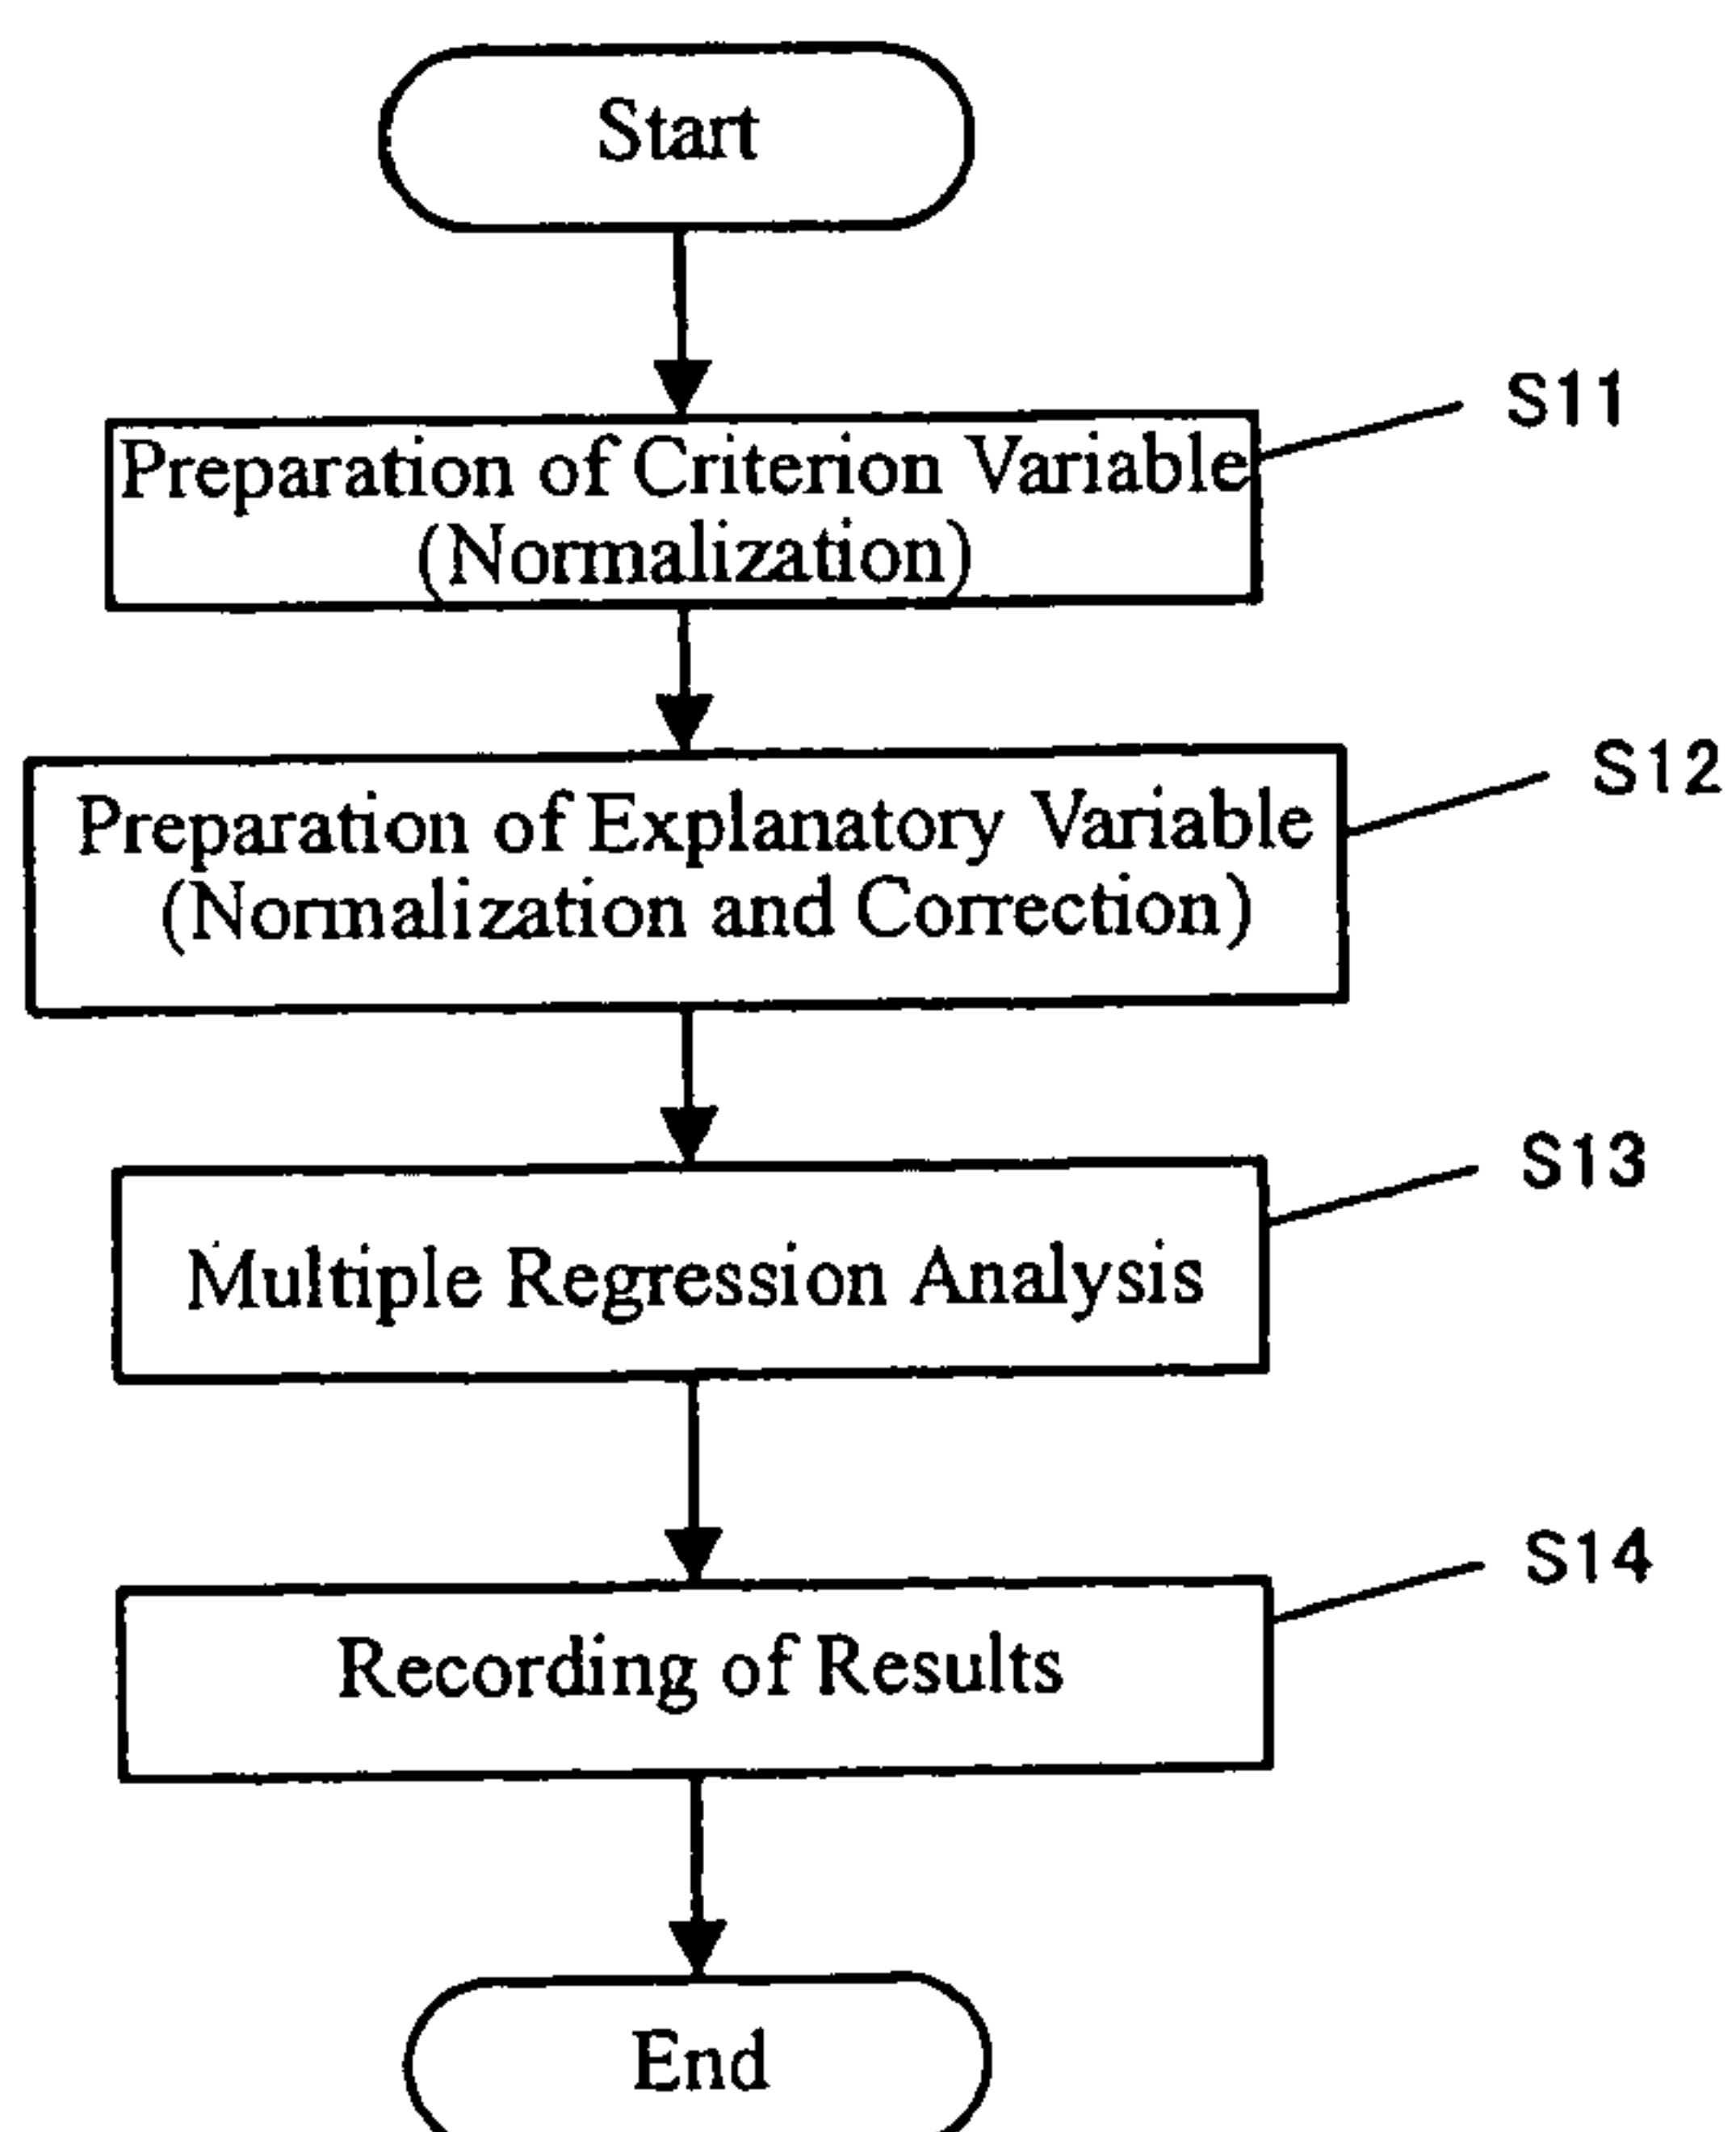 Start
S11
Preparation of Criterion Variable
(Normalization)
S12
Preparation of Explanatory Variable
(Normalization and Correction)
S13
Multiple Regression Analysis
S14
Recording of Results
End